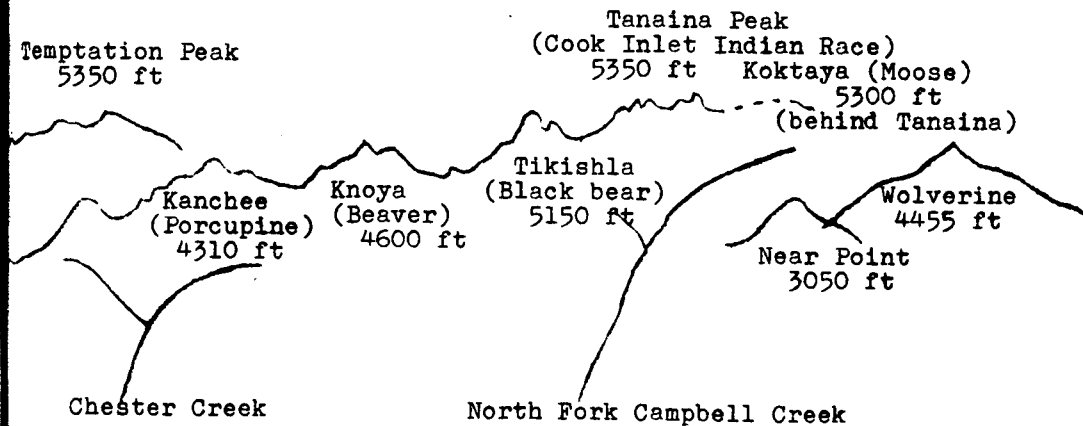 Temptation Peak
5350 ft
Tanaina Peak
(Cook Inlet Indian Race)
5350 ft
Koktaya (Moose)
5300 ft
(behind Tanaina)
Kanchee
(Porcupine)
4310 ft
Knoya
(Beaver)
4600 ft
Tikishla
(Black bear)
5150 ft
Wolverine
4455 ft
Near Point
3050 ft
Chester Creek
North Fork Campbell Creek